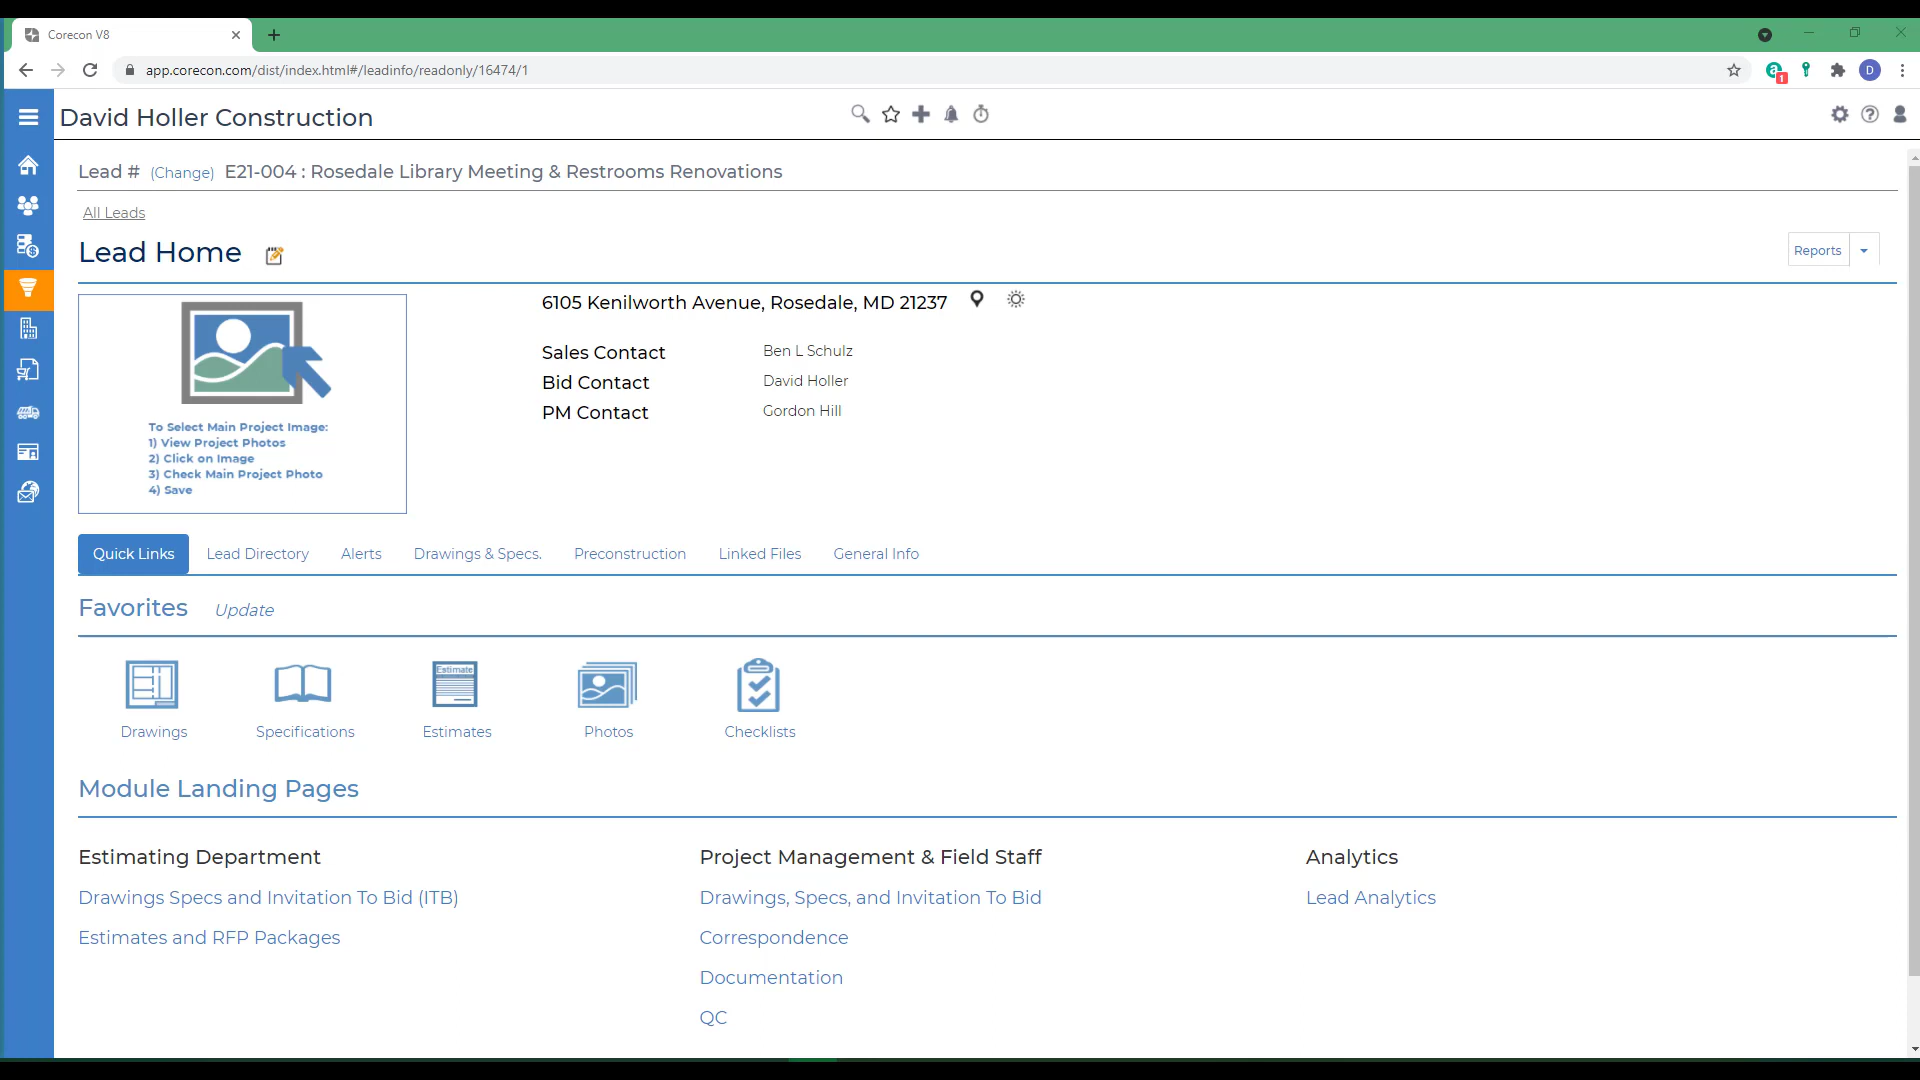 Corecon V8
app.corecon.com/dist/index.html#/leadinfo/readonly/16474/1
1
D
David Holler Construction
Lead # (Change) E21-004 : Rosedale Library Meeting & Restrooms Renovations
All Leads
Lead Home
Reports
6105 Kenilworth Avenue, Rosedale, MD 21237
Sales Contact Ben L Schulz
Bid Contact David Holler
PM Contact Gordon Hill
To Select Main Project Image:
1) View Project Photos
2) Click on Image
3) Check Main Project Photo
4) Save
Quick Links Lead Directory Alerts Drawings & Specs. Preconstruction Linked Files General Info
Favorites Update
Estimate
Drawings Specifications Estimates Photos Checklists
Module Landing Pages
Estimating Department Project Management & Field Staff Analytics
Drawings Specs and Invitation To Bid (ITB) Drawings, Specs, and Invitation To Bid Lead Analytics
Estimates and RFP Packages Correspondence
Documentation
QC